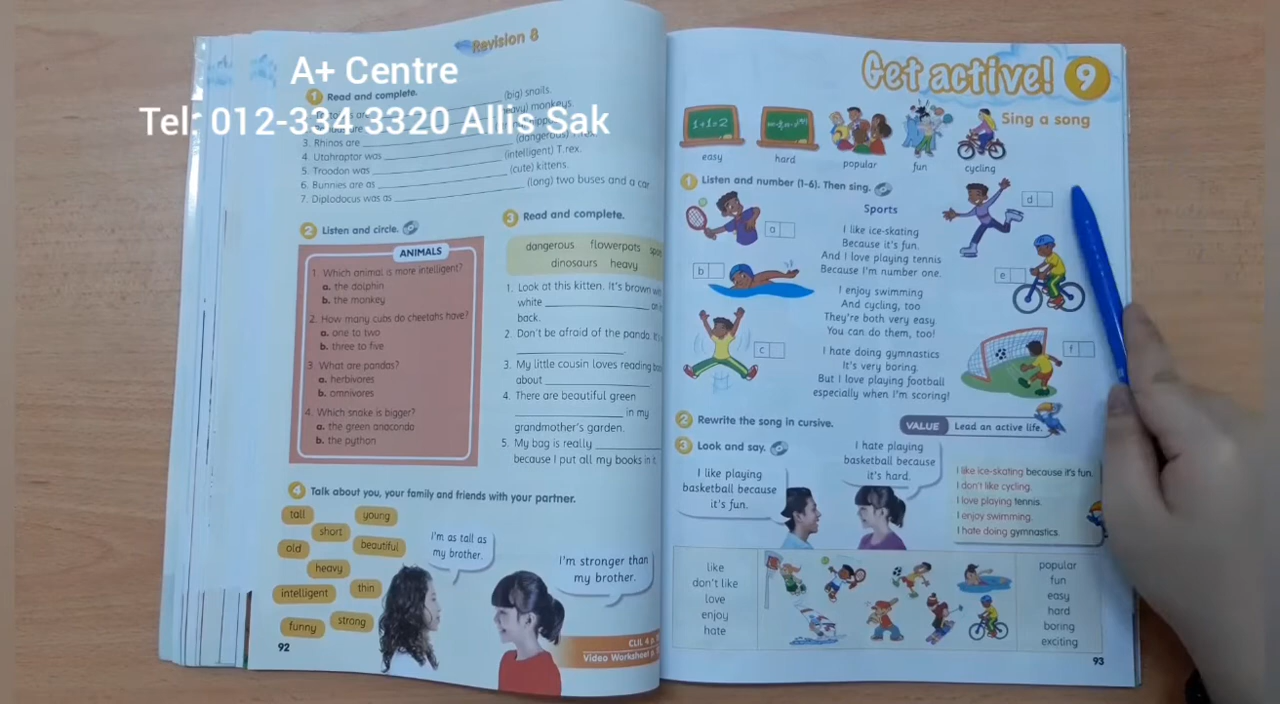 A+ Centre
Tel: 012-334 3320 Allis Sak
Revision 8
1 Read and complete.
(big) snails.
monkeys.
3. Rhinos are (dangerous) T.rex.
4. Utahraptor was (intelligent) T.rex.
5. Troodon was (cute) kittens.
6. Bunnies are as (long) two buses and a car
7. Diplodocus was as
2 Listen and circle.
ANIMALS
1. Which animal is more intelligent?
a. the dolphin
b. the monkey
2. How many cubs do cheetahs have?
a. one to two
b. three to five
3 What are pandas?
a. herbivores
b. omnivores
4. Which snake is bigger?
a. the green anaconda
b. the python
3 Read and complete.
dangerous flowerpots
dinosaurs heavy
1. Look at this kitten. It's brown
white
back.
2. Don't be afraid of the panda.
3. My little cousin loves reading
about
4. There are beautiful green
in my
grandmother's garden.
5. My bag is really
because I put all my books in it.
4 Talk about you, your family and friends with your partner.
tall
young
short
old
beautiful
heavy
intelligent
thin
funny
strong
I'm as tall as
my brother.
I'm stronger than
my brother.
CLIL 4
Video Worksheet
92
Get active! 9
Sing a song
1+1=2
easy
hard
popular
fun
cycling
1 Listen and number (1-6). Then sing.
a
b
c
d
e
f
Sports
I like ice-skating
Because it's fun.
And I love playing tennis
Because I'm number one.
I enjoy swimming
And cycling, too
They're both very easy
You can do them, too!
I hate doing gymnastics
It's very boring.
But I love playing football
especially when I'm scoring!
2 Rewrite the song in cursive.
VALUE Lead an active life.
3 Look and say.
I like playing
basketball because
it's fun.
I hate playing
basketball because
it's hard.
I like ice-skating because it's fun.
I don't like cycling.
I love playing tennis.
I enjoy swimming.
I hate doing gymnastics.
like
don't like
love
enjoy
hate
popular
fun
easy
hard
boring
exciting
93